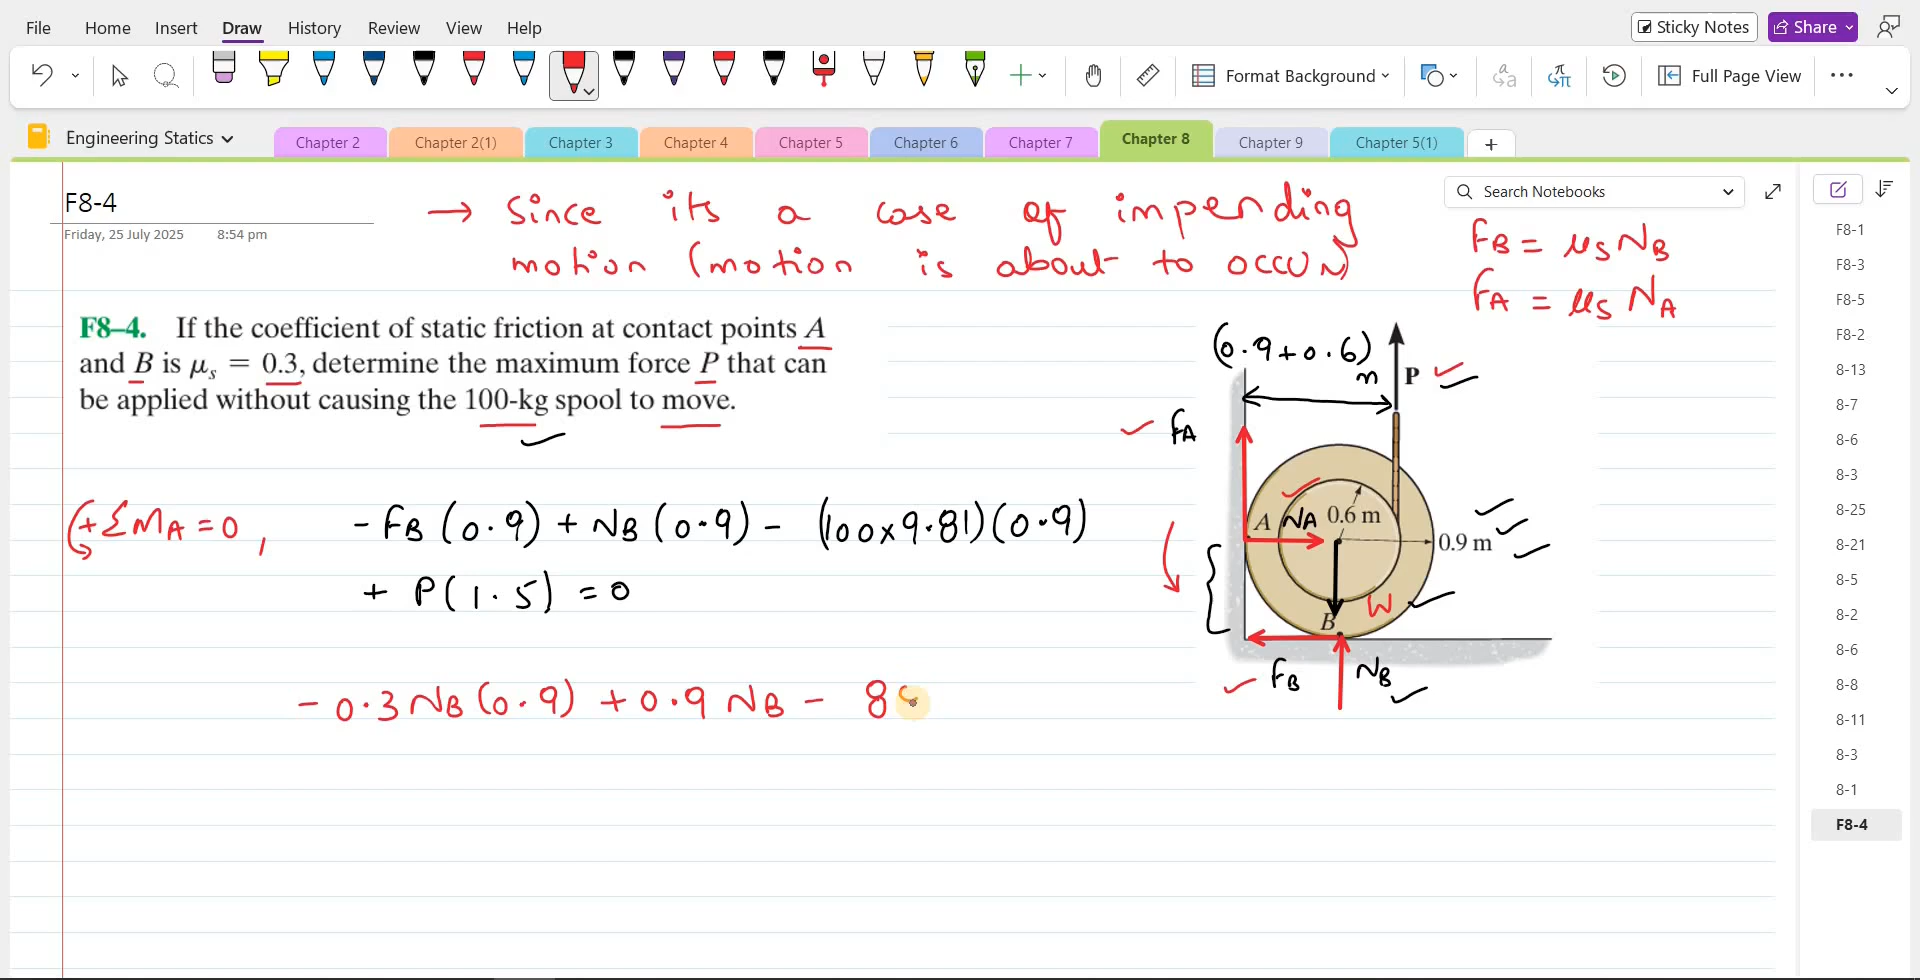 File Home Insert Draw History Review View Help
Sticky Notes Share
Format Background Full Page View
Engineering Statics Chapter 2 Chapter 2(1) Chapter 3 Chapter 4 Chapter 5 Chapter 6 Chapter 7 Chapter 8 Chapter 9 Chapter 5(1) +
F8-4
Friday, 25 July 2025 8:54 pm
Search Notebooks
→ Since its a case of impending
motion (motion is about to occur)
FB = μs NB
FA = μs NA
F8–4. If the coefficient of static friction at contact points A
and B is μs = 0.3, determine the maximum force P that can
be applied without causing the 100-kg spool to move.
(0.9+0.6)
m
P
FA
A NA 0.6 m
0.9 m
W
B
FB NB
+ΣMA = 0, - FB (0.9) + NB (0.9) - (100×9.81)(0.9)
+ P(1.5) = 0
- 0.3 NB (0.9) + 0.9 NB - 8
F8-1
F8-3
F8-5
F8-2
8-13
8-7
8-6
8-3
8-25
8-21
8-5
8-2
8-6
8-8
8-11
8-3
8-1
F8-4